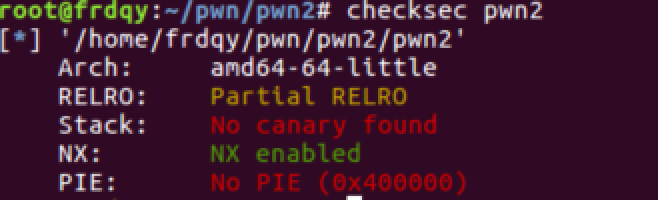 root@frdqy:~/pwn/pwn2# checksec pwn2
[*] '/home/frdqy/pwn/pwn2/pwn2'
Arch: amd64-64-little
RELRO: Partial RELRO
Stack: No canary found
NX: NX enabled
PIE: No PIE (0x400000)